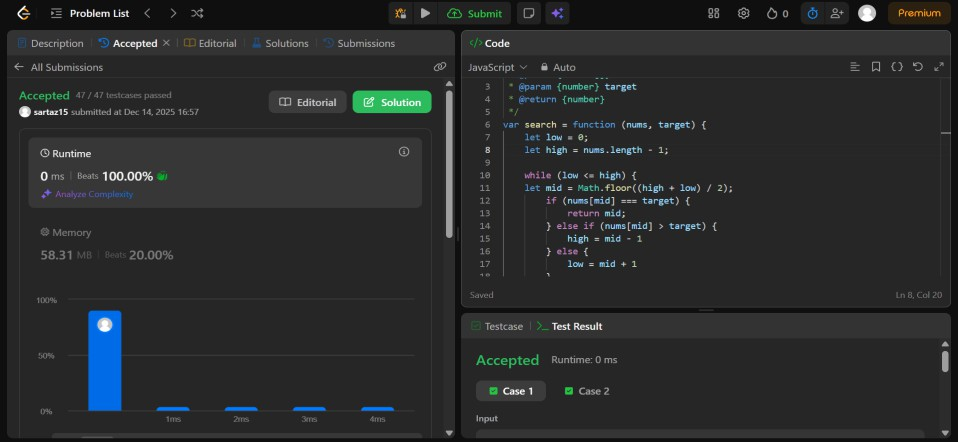 Problem List
Submit
0
Premium
Description
Accepted
Editorial
Solutions
Submissions
All Submissions
Accepted 47 / 47 testcases passed
sartaz15 submitted at Dec 14, 2025 16:57
Editorial
Solution
Runtime
0 ms | Beats 100.00%
Analyze Complexity
Memory
58.31 MB | Beats 20.00%
100%
50%
0%
1ms 2ms 3ms 4ms
</> Code
JavaScript
Auto
3 * @param {number} target
4 * @return {number}
5 */
6 var search = function (nums, target) {
7 let low = 0;
8 let high = nums.length - 1;
9
10 while (low <= high) {
11 let mid = Math.floor((high + low) / 2);
12 if (nums[mid] === target) {
13 return mid;
14 } else if (nums[mid] > target) {
15 high = mid - 1
16 } else {
17 low = mid + 1
Saved
Ln 8, Col 20
Testcase
>_ Test Result
Accepted Runtime: 0 ms
Case 1
Case 2
Input